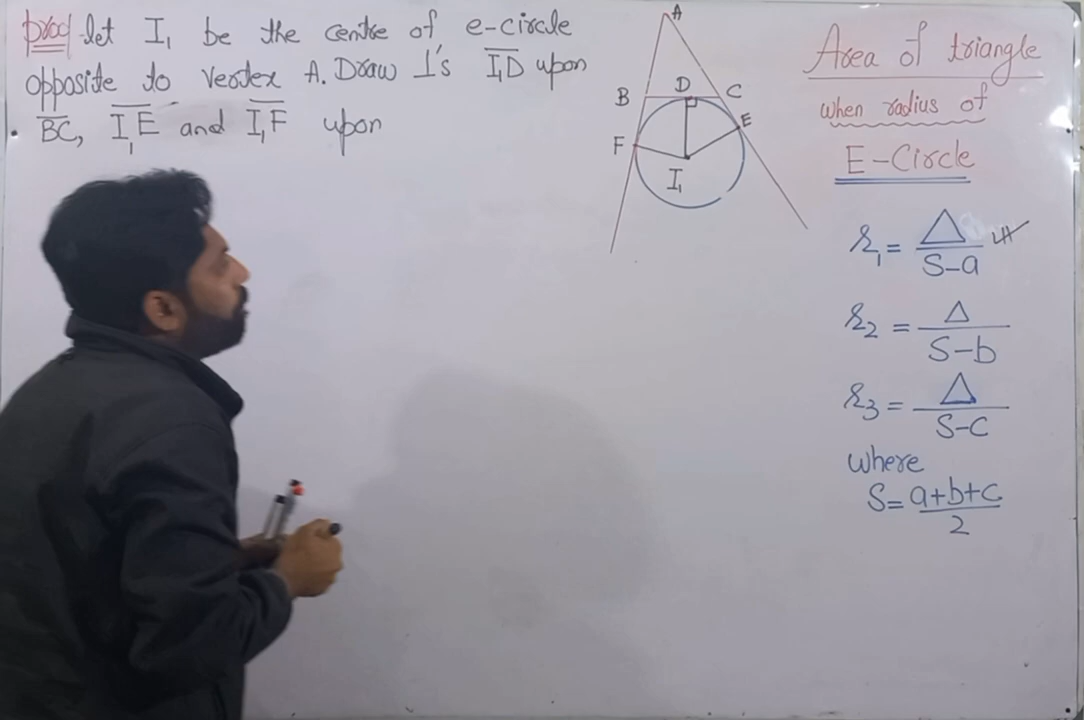 proof let I₁ be the centre of e-circle
opposite to vertex A. Draw ⊥'s I₁D upon
BC, I₁E and I₁F upon
A
B
D
C
E
F
I₁
Area of triangle
when radius of
E-Circle
r₁ = Δ/S-a
r₂ = Δ/S-b
r₃ = Δ/S-c
where
S = a+b+c/2